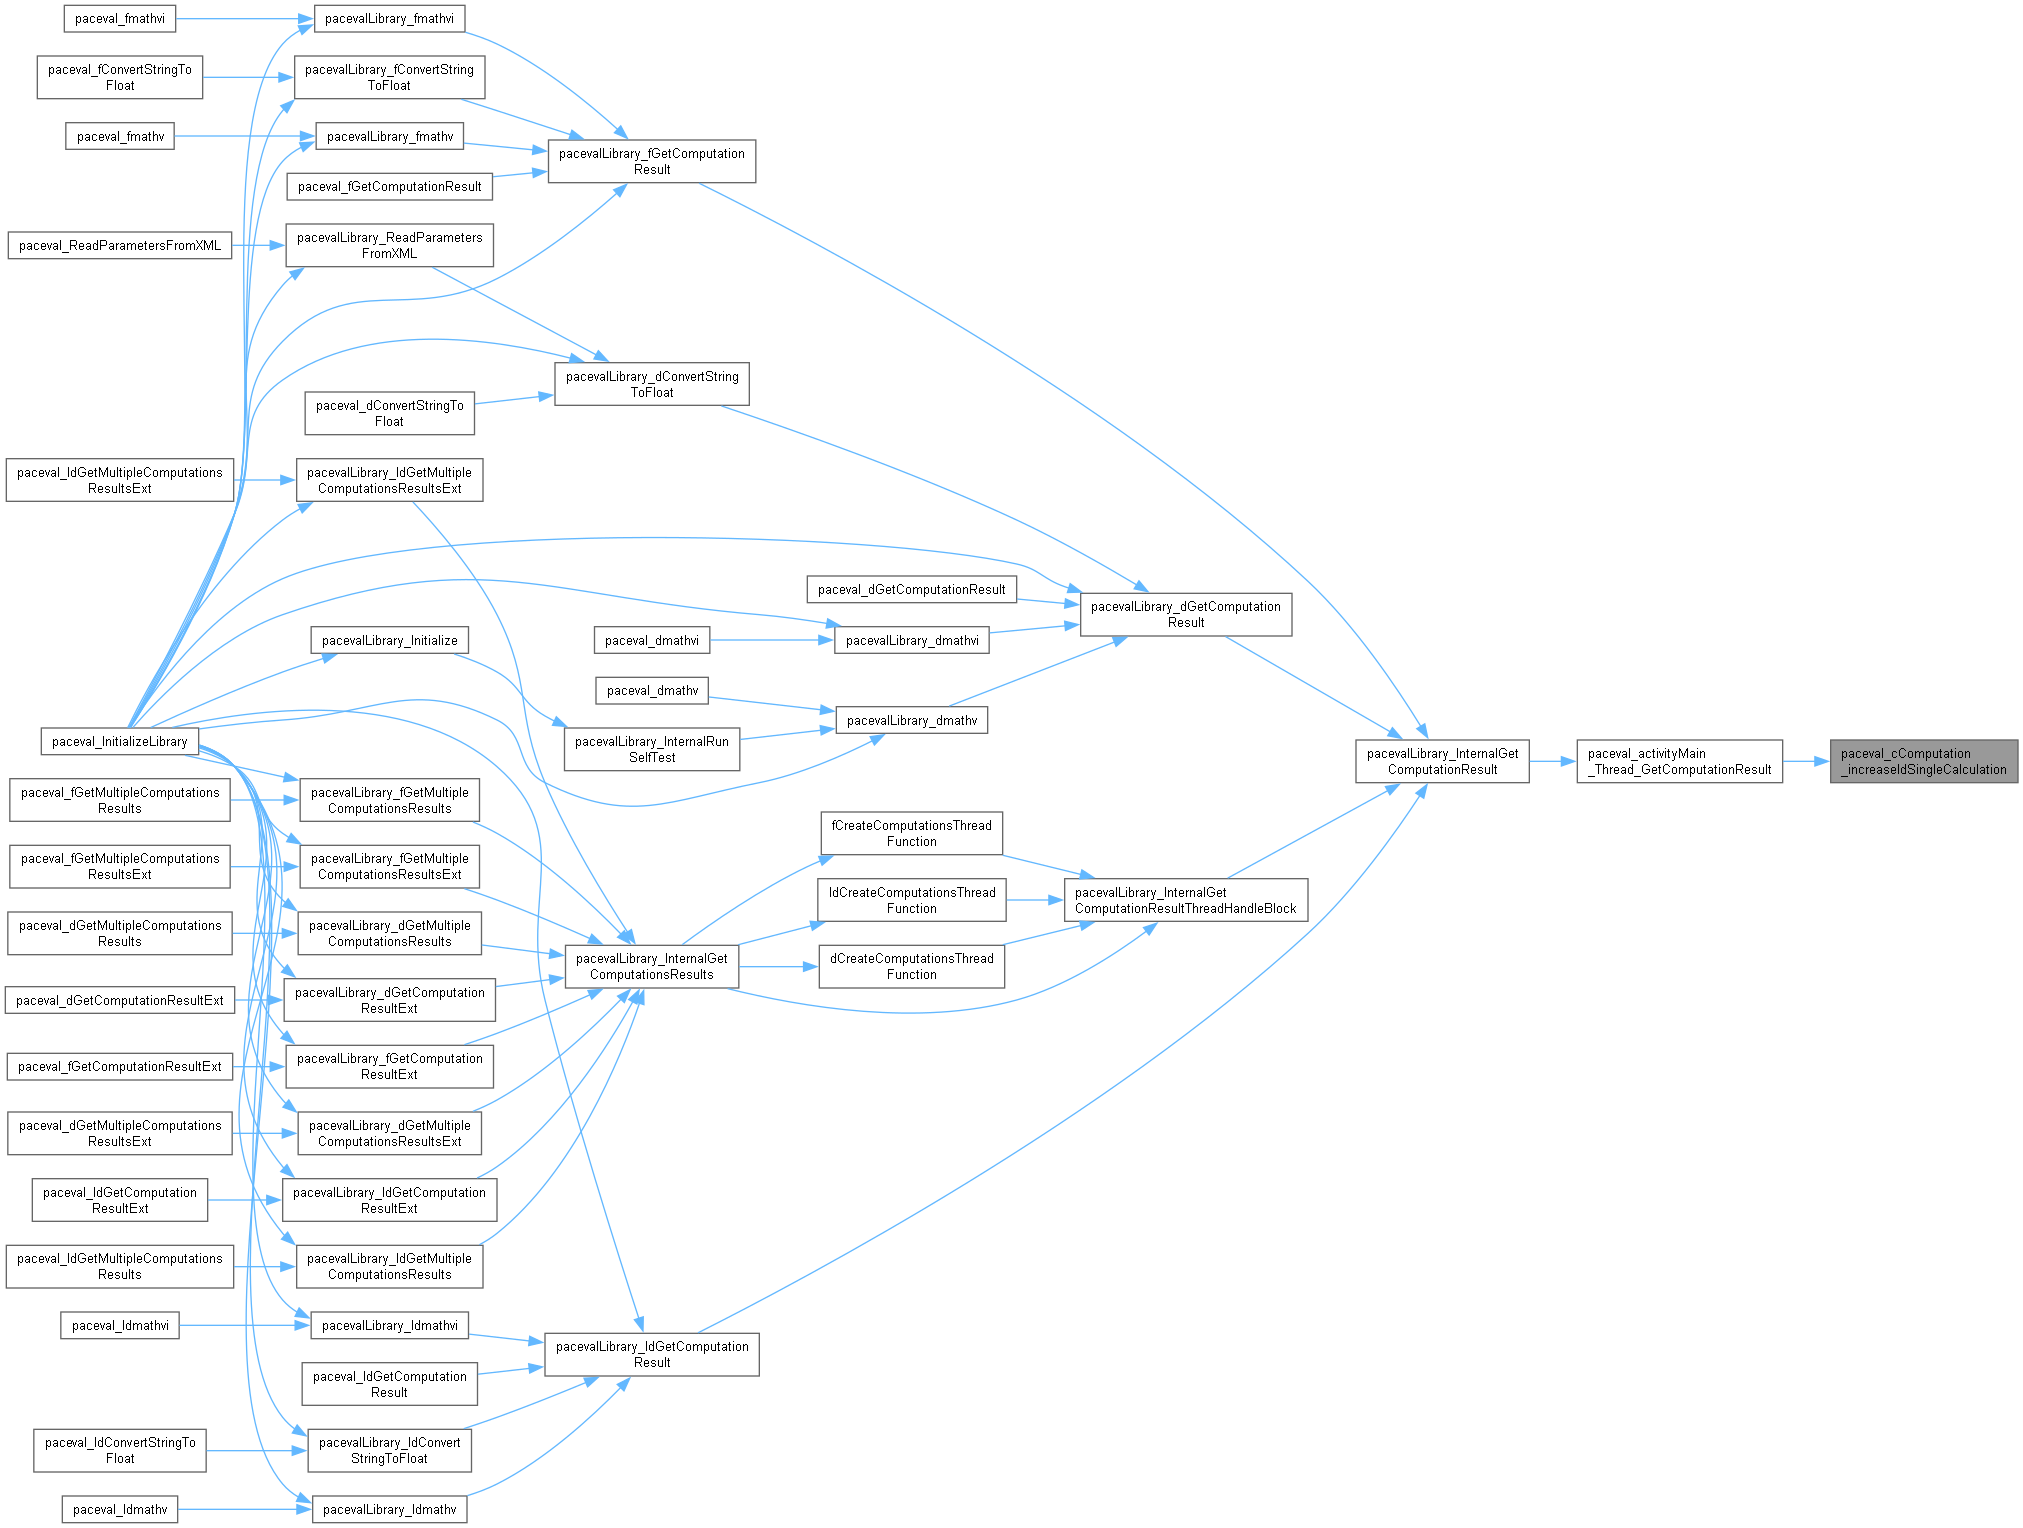 paceval_fmathvi
pacevalLibrary_fmathvi
paceval_fConvertStringTo
Float
pacevalLibrary_fConvertString
ToFloat
paceval_fmathv
pacevalLibrary_fmathv
pacevalLibrary_fGetComputation
Result
paceval_fGetComputationResult
paceval_ReadParametersFromXML
pacevalLibrary_ReadParameters
FromXML
pacevalLibrary_dConvertString
ToFloat
paceval_dConvertStringTo
Float
paceval_ldGetMultipleComputations
ResultsExt
pacevalLibrary_ldGetMultiple
ComputationsResultsExt
paceval_dGetComputationResult
pacevalLibrary_dGetComputation
Result
pacevalLibrary_Initialize
paceval_dmathvi
pacevalLibrary_dmathvi
paceval_dmathv
pacevalLibrary_dmathv
paceval_InitializeLibrary
pacevalLibrary_InternalRun
SelfTest
pacevalLibrary_InternalGet
ComputationResult
paceval_activityMain
_Thread_GetComputationResult
paceval_cComputation
_increaseIdSingleCalculation
paceval_fGetMultipleComputations
Results
pacevalLibrary_fGetMultiple
ComputationsResults
fCreateComputationsThread
Function
paceval_fGetMultipleComputations
ResultsExt
pacevalLibrary_fGetMultiple
ComputationsResultsExt
ldCreateComputationsThread
Function
pacevalLibrary_InternalGet
ComputationResultThreadHandleBlock
paceval_dGetMultipleComputations
Results
pacevalLibrary_dGetMultiple
ComputationsResults
pacevalLibrary_InternalGet
ComputationsResults
dCreateComputationsThread
Function
paceval_dGetComputationResultExt
pacevalLibrary_dGetComputation
ResultExt
paceval_fGetComputationResultExt
pacevalLibrary_fGetComputation
ResultExt
paceval_dGetMultipleComputations
ResultsExt
pacevalLibrary_dGetMultiple
ComputationsResultsExt
paceval_ldGetComputation
ResultExt
pacevalLibrary_ldGetComputation
ResultExt
paceval_ldGetMultipleComputations
Results
pacevalLibrary_ldGetMultiple
ComputationsResults
paceval_ldmathvi
pacevalLibrary_ldmathvi
pacevalLibrary_ldGetComputation
Result
paceval_ldGetComputation
Result
paceval_ldConvertStringTo
Float
pacevalLibrary_ldConvert
StringToFloat
paceval_ldmathv
pacevalLibrary_ldmathv